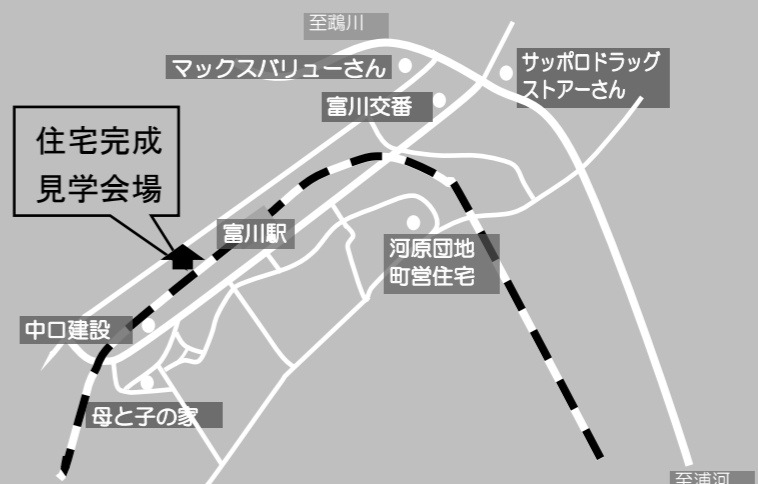 至鵡川
マックスバリューさん
サッポロドラッグ
ストアーさん
富川交番
住宅完成
見学会場
富川駅
河原団地
町営住宅
中口建設
母と子の家
至浦河